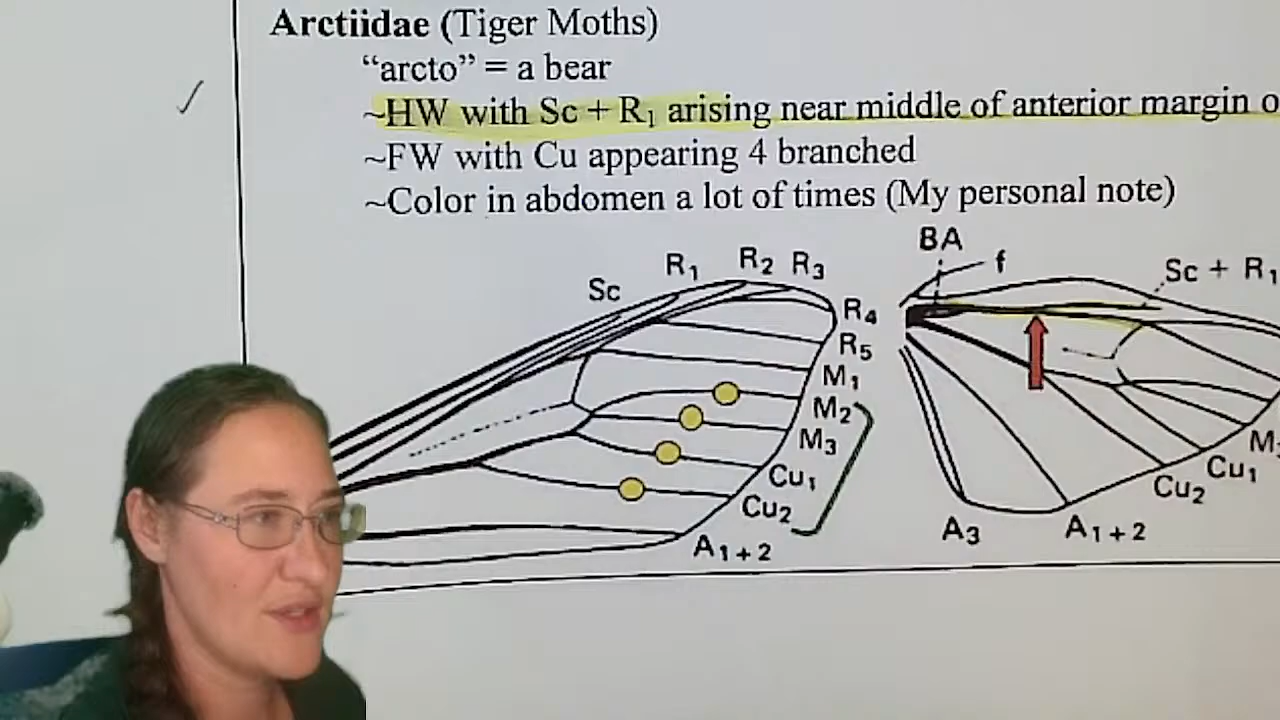 Arctiidae (Tiger Moths)
"arcto" = a bear
~HW with Sc + R1 arising near middle of anterior margin o
~FW with Cu appearing 4 branched
~Color in abdomen a lot of times (My personal note)
Sc R1 R2 R3
R4
R5
M1
M2
M3
Cu1
Cu2
A1+2
BA
f
Sc + R1
M3
Cu1
Cu2
A1+2
A3